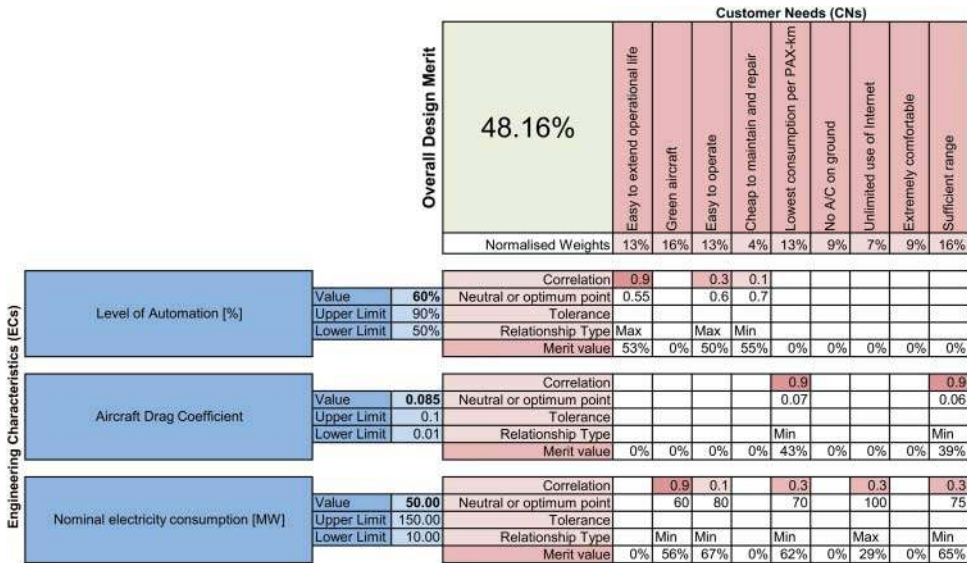 Customer Needs (CNs)
Overall Design Merit
48.16%
Easy to extend operational life
Green aircraft
Easy to operate
Cheap to maintain and repair
Lowest consumption per PAX-km
No A/C on ground
Unlimited use of Internet
Extremely comfortable
Sufficient range
Normalised Weights 13% 16% 13% 4% 13% 9% 7% 9% 16%
Engineering Characteristics (ECs)
Level of Automation [%]
Correlation 0.9 0.3 0.1
Value 60% Neutral or optimum point 0.55 0.6 0.7
Upper Limit 90% Tolerance
Lower Limit 50% Relationship Type Max Max Min
Merit value 53% 0% 50% 55% 0% 0% 0% 0% 0%
Aircraft Drag Coefficient
Correlation 0.9 0.9
Value 0.085 Neutral or optimum point 0.07 0.06
Upper Limit 0.1 Tolerance
Lower Limit 0.01 Relationship Type Min Min
Merit value 0% 0% 0% 0% 43% 0% 0% 0% 39%
Nominal electricity consumption [MW]
Correlation 0.9 0.1 0.3 0.3 0.3
Value 50.00 Neutral or optimum point 60 80 70 100 75
Upper Limit 150.00 Tolerance
Lower Limit 10.00 Relationship Type Min Min Min Max Min
Merit value 0% 56% 67% 0% 62% 0% 29% 0% 65%